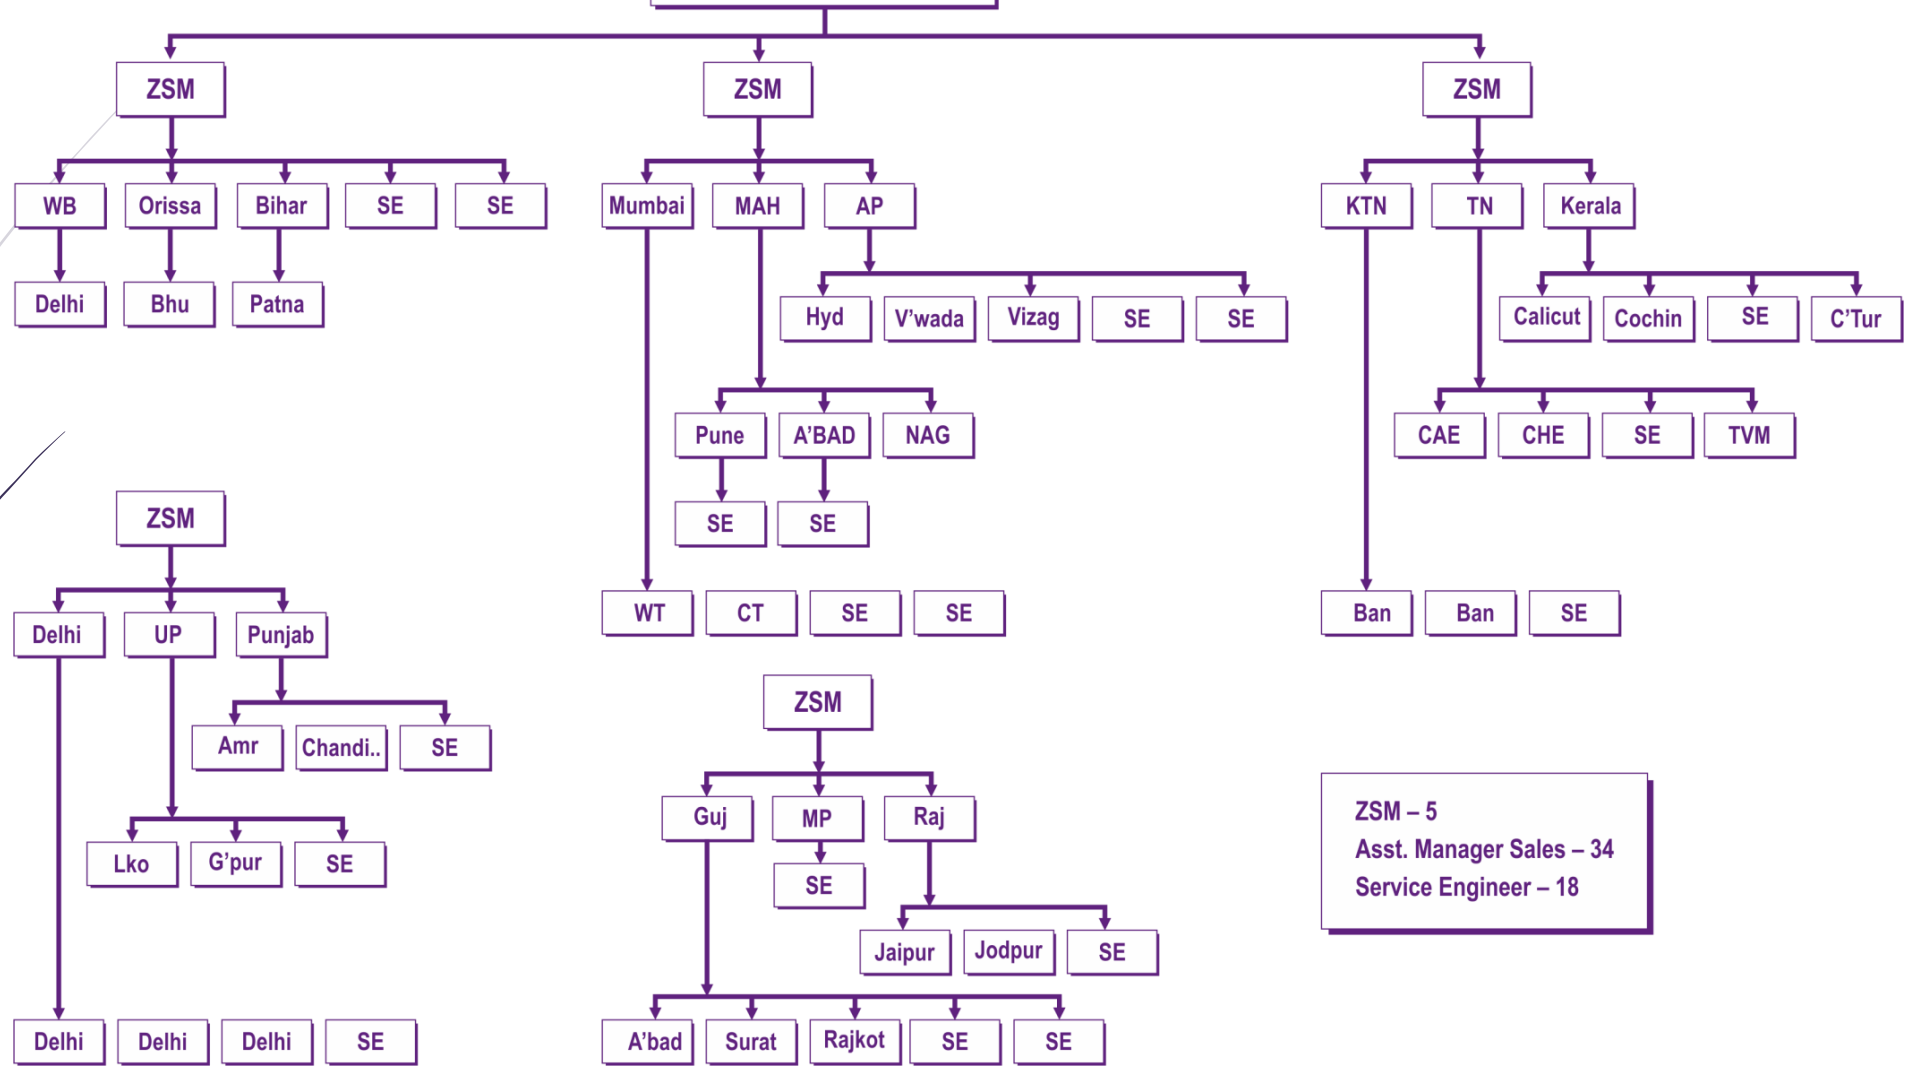 ZSM
ZSM
ZSM
WB Orissa Bihar SE SE
Mumbai MAH AP
KTN TN Kerala
Delhi Bhu Patna
Hyd V’wada Vizag SE SE
Calicut Cochin SE C’Tur
Pune A’BAD NAG
CAE CHE SE TVM
SE SE
WT CT SE SE
Ban Ban SE
ZSM
Delhi UP Punjab
Amr Chandi.. SE
Lko G’pur SE
Delhi Delhi Delhi SE
ZSM
Guj MP Raj
SE
Jaipur Jodpur SE
A’bad Surat Rajkot SE SE
ZSM – 5
Asst. Manager Sales – 34
Service Engineer – 18